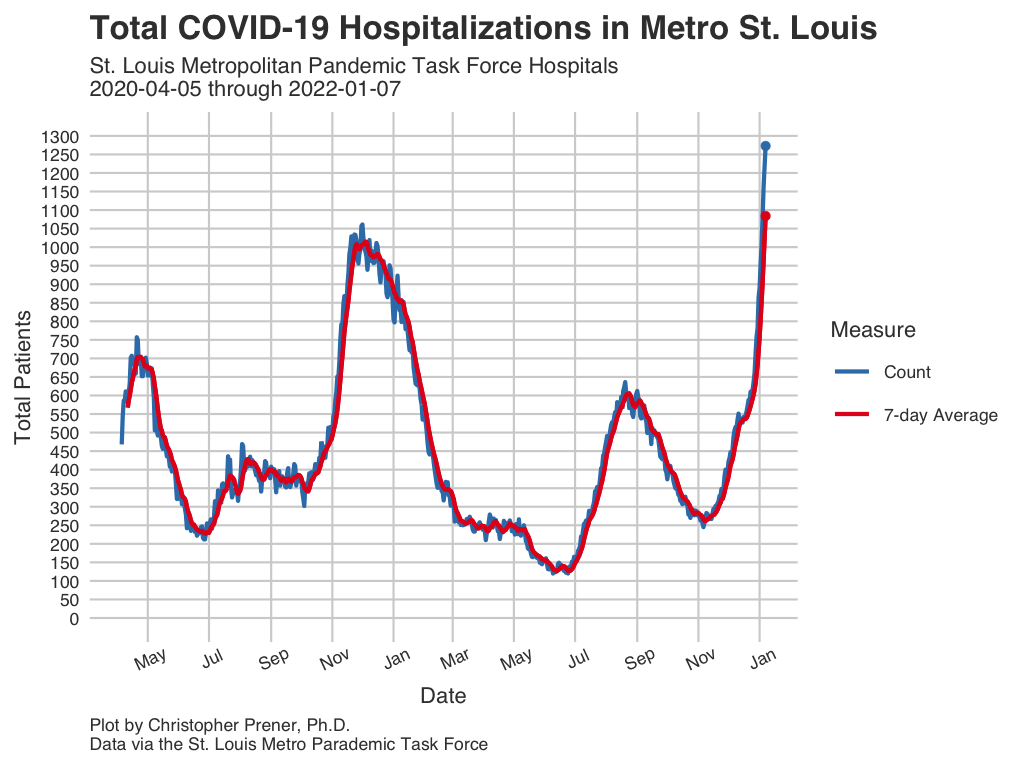 Total COVID-19 Hospitalizations in Metro St. Louis
St. Louis Metropolitan Pandemic Task Force Hospitals
2020-04-05 through 2022-01-07
1300
1250
1200
1150
1100
1050
1000
950
900
850
800
750
700
650
600
550
500
450
400
350
300
250
200
150
100
50
0
Total Patients
May
Jul
Sep
Nov
Jan
Mar
May
Jul
Sep
Nov
Jan
Date
Measure
Count
7-day Average
Plot by Christopher Prener, Ph.D.
Data via the St. Louis Metro Parademic Task Force